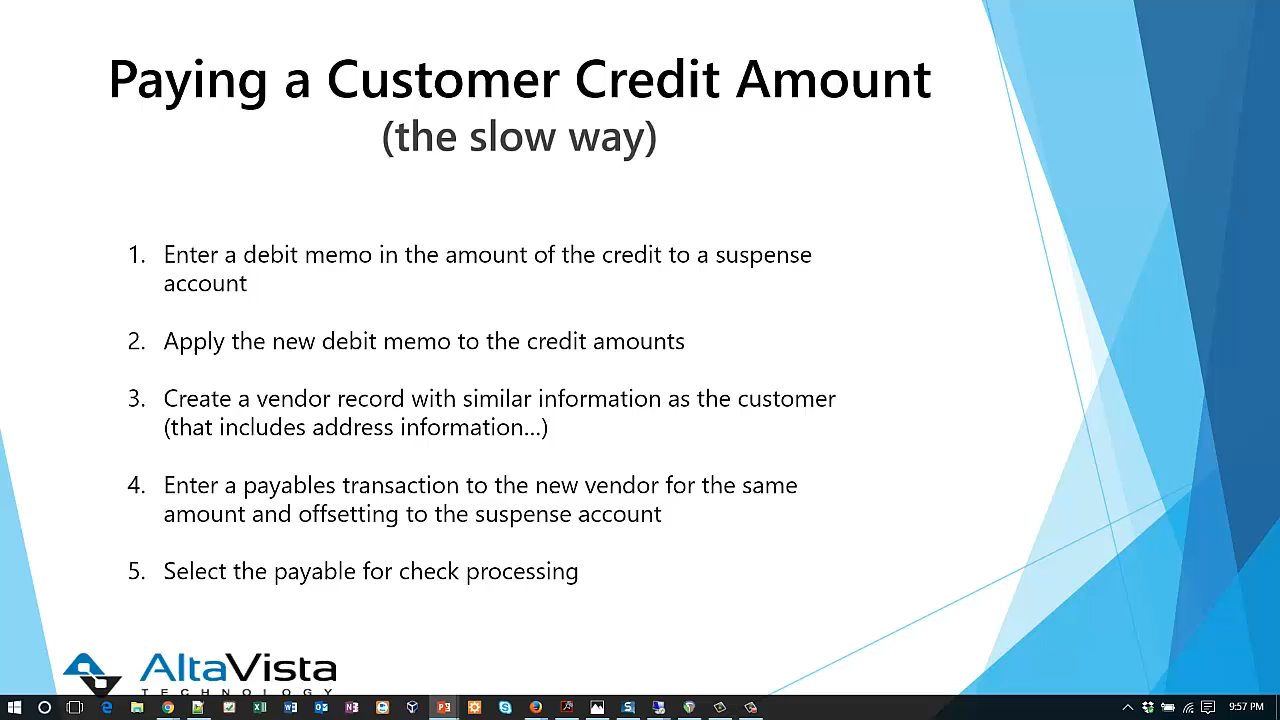 Paying a Customer Credit Amount
(the slow way)
1. Enter a debit memo in the amount of the credit to a suspense
account
2. Apply the new debit memo to the credit amounts
3. Create a vendor record with similar information as the customer
(that includes address information...)
4. Enter a payables transaction to the new vendor for the same
amount and offsetting to the suspense account
5. Select the payable for check processing
AltaVista
TECHNOLOGY
9:57 PM